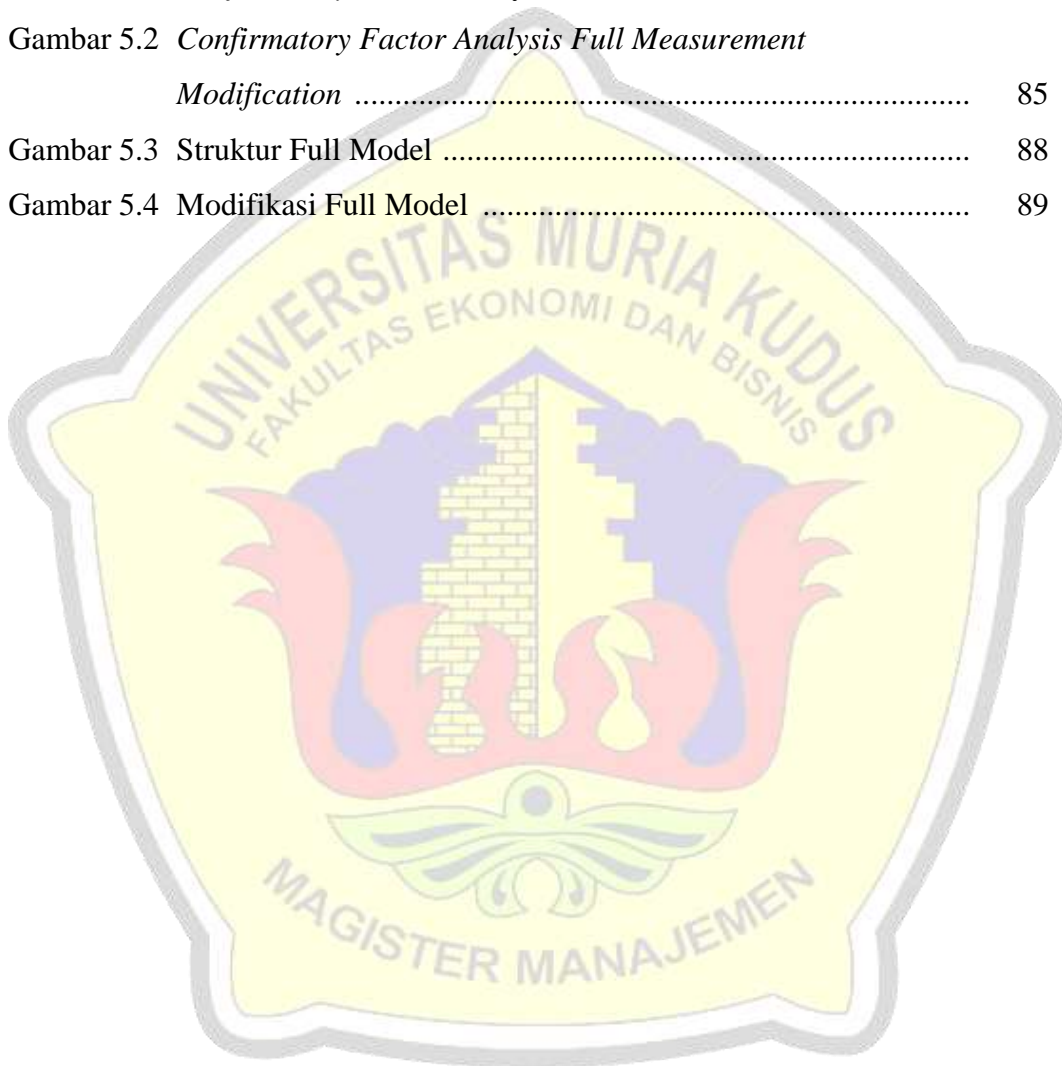 Gambar 5.2 Confirmatory Factor Analysis Full Measurement
Modification ........................................................................ 85
Gambar 5.3 Struktur Full Model .............................................................. 88
Gambar 5.4 Modifikasi Full Model ......................................................... 89
UNIVERSITAS MURIA KUDUS
FAKULTAS EKONOMI DAN BISNIS
MAGISTER MANAJEMEN